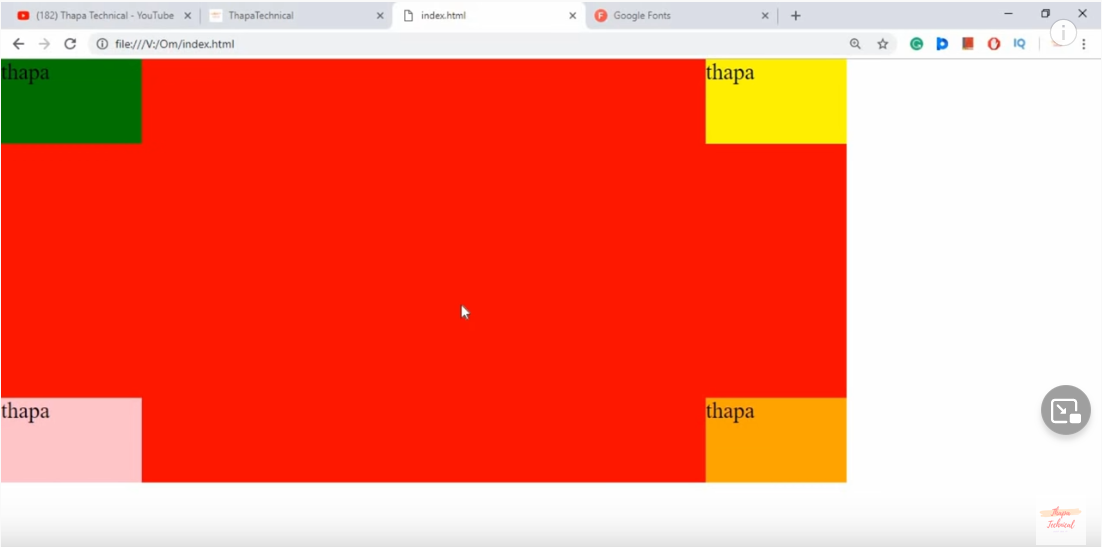 (182) Thapa Technical - YouTube
ThapaTechnical
index.html
Google Fonts
file:///V:/Om/index.html
IQ
thapa
thapa
thapa
thapa
Thapa
Technical